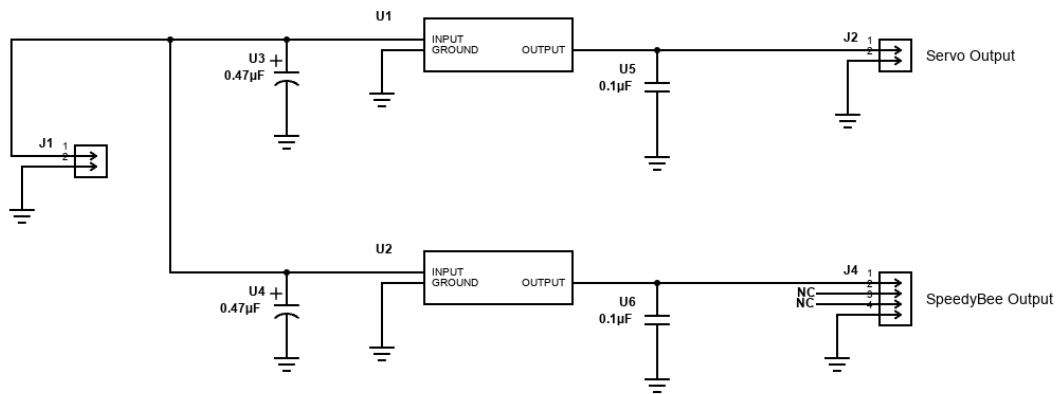 U1
INPUT
GROUND
OUTPUT
U3
0.47µF
U5
0.1µF
J2
1
2
Servo Output
J1
1
2
U2
INPUT
GROUND
OUTPUT
U4
0.47µF
U6
0.1µF
J4
1
2
NC
3
NC
4
SpeedyBee Output